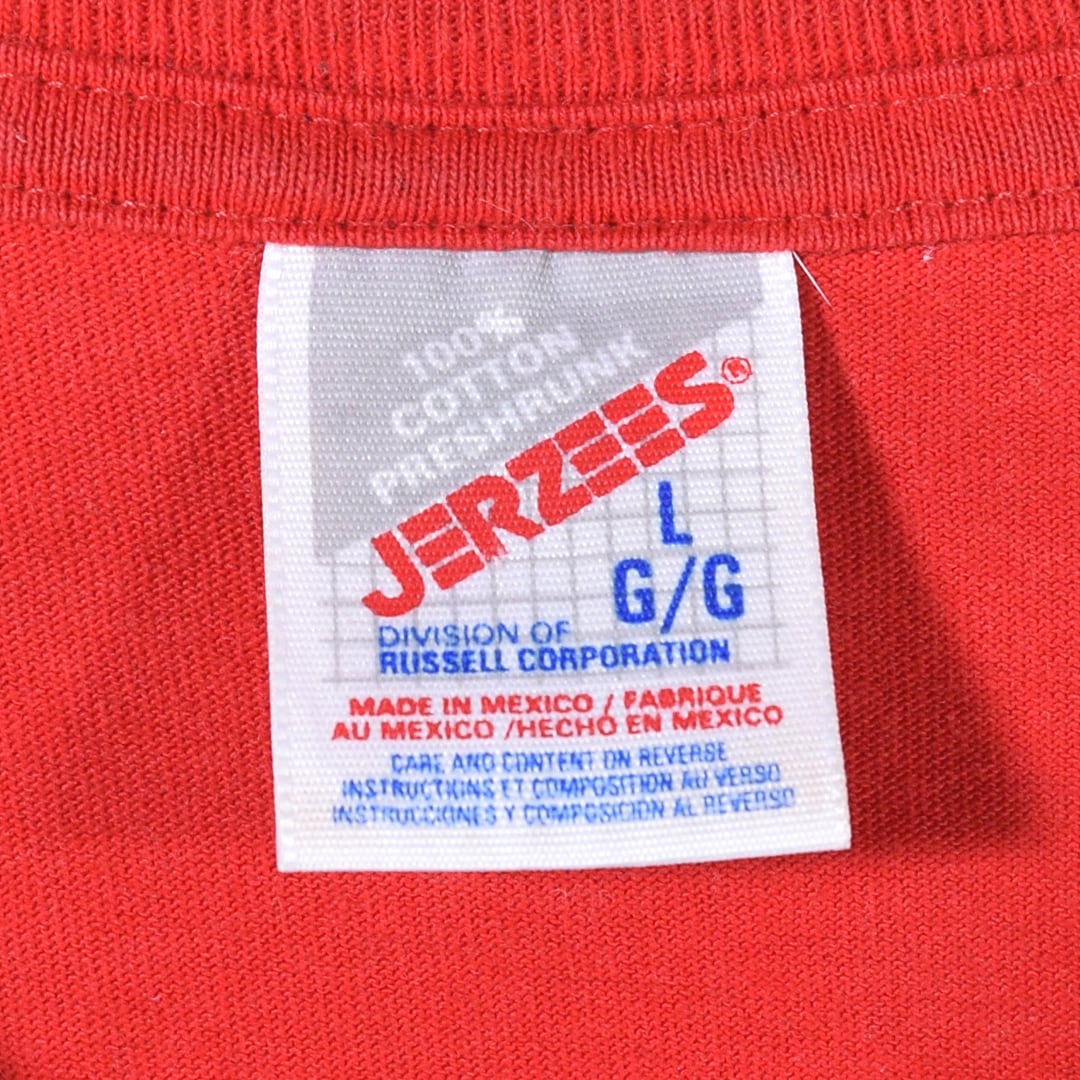 100%
COTTON
PRESHRUNK
JERZEES®
L
G/G
DIVISION OF
RUSSELL CORPORATION
MADE IN MEXICO / FABRIQUE
AU MEXICO /HECHO EN MEXICO
CARE AND CONTENT ON REVERSE
INSTRUCTIONS ET COMPOSITION AU VERSO
INSTRUCCIONES Y COMPOSICION AL REVERSO